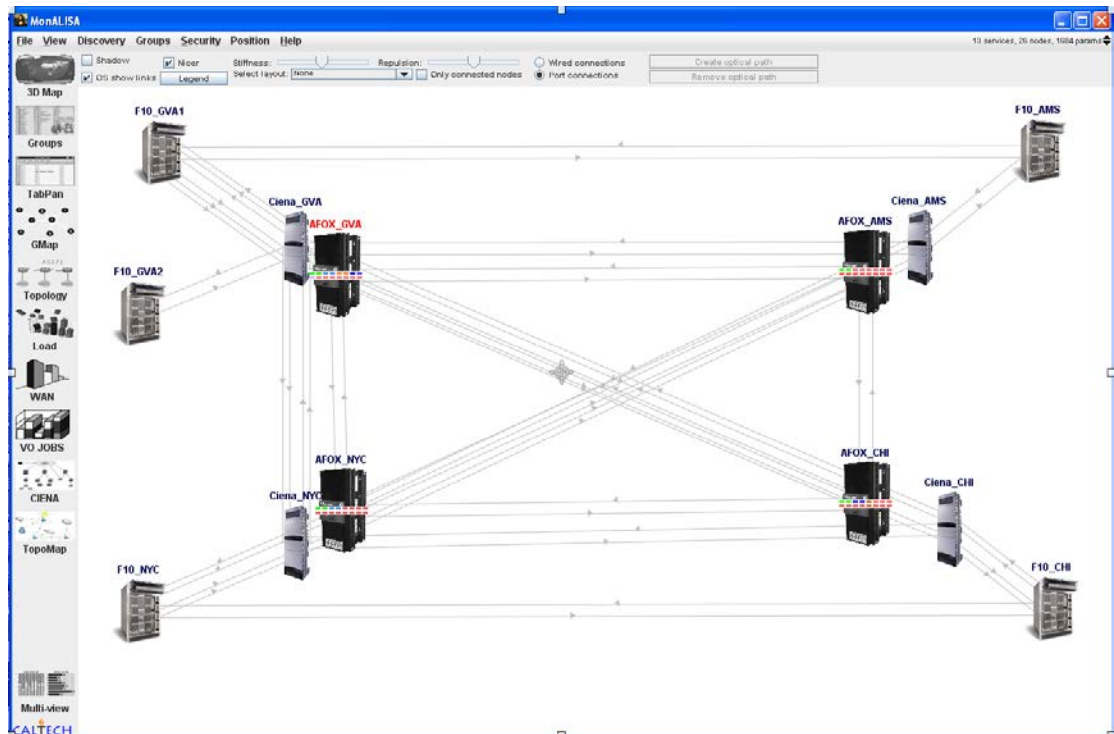 MonALISA
File View Discovery Groups Security Position Help
13 services, 26 nodes, 1684 params
Shadow
Nicer
Stiffness:
Repulsion:
Wired connections
Create optical path
OS show links
Legend
Select layout: None
Only connected nodes
Port connections
Remove optical path
3D Map
Groups
TabPan
GMap
Topology
Load
WAN
VO JOBS
CIENA
TopoMap
Multi-view
CALTECH
F10_GVA1
F10_AMS
Ciena_GVA
Ciena_AMS
AFOX_GVA
AFOX_AMS
F10_GVA2
AFOX_NYC
AFOX_CHI
Ciena_NYC
Ciena_CHI
F10_NYC
F10_CHI